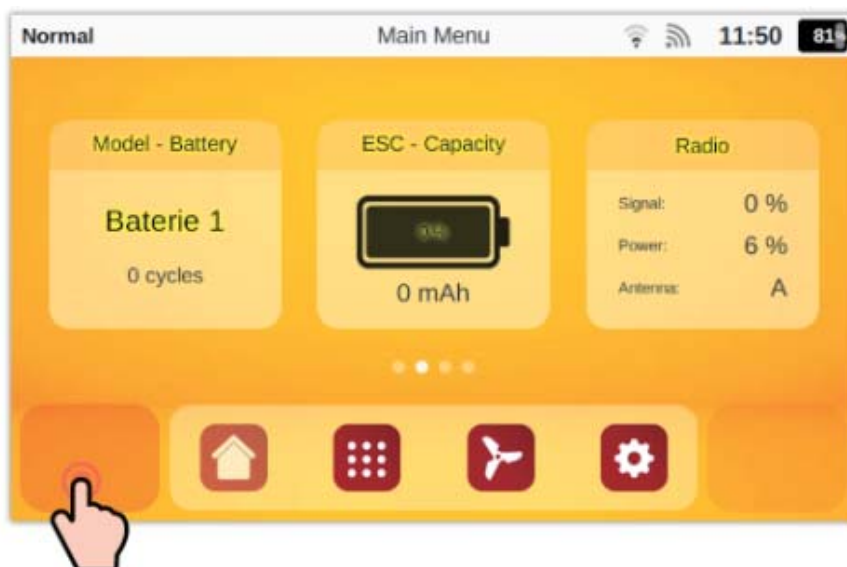 Normal Main Menu 11:50 81%
Model - Battery
Baterie 1
0 cycles
ESC - Capacity
0 mAh
Radio
Signal: 0 %
Power: 6 %
Antenna: A